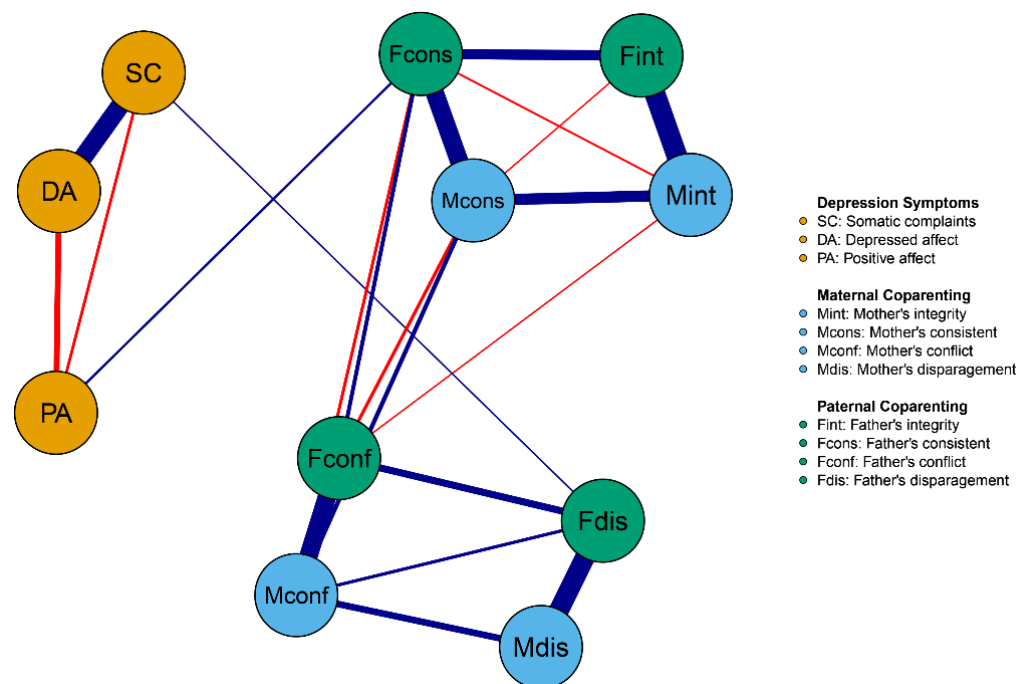 SC
Fcons
Fint
DA
Mcons
Mint
PA
Fconf
Fdis
Mconf
Mdis
Depression Symptoms
SC: Somatic complaints
DA: Depressed affect
PA: Positive affect
Maternal Coparenting
Mint: Mother's integrity
Mcons: Mother's consistent
Mconf: Mother's conflict
Mdis: Mother's disparagement
Paternal Coparenting
Fint: Father's integrity
Fcons: Father's consistent
Fconf: Father's conflict
Fdis: Father's disparagement